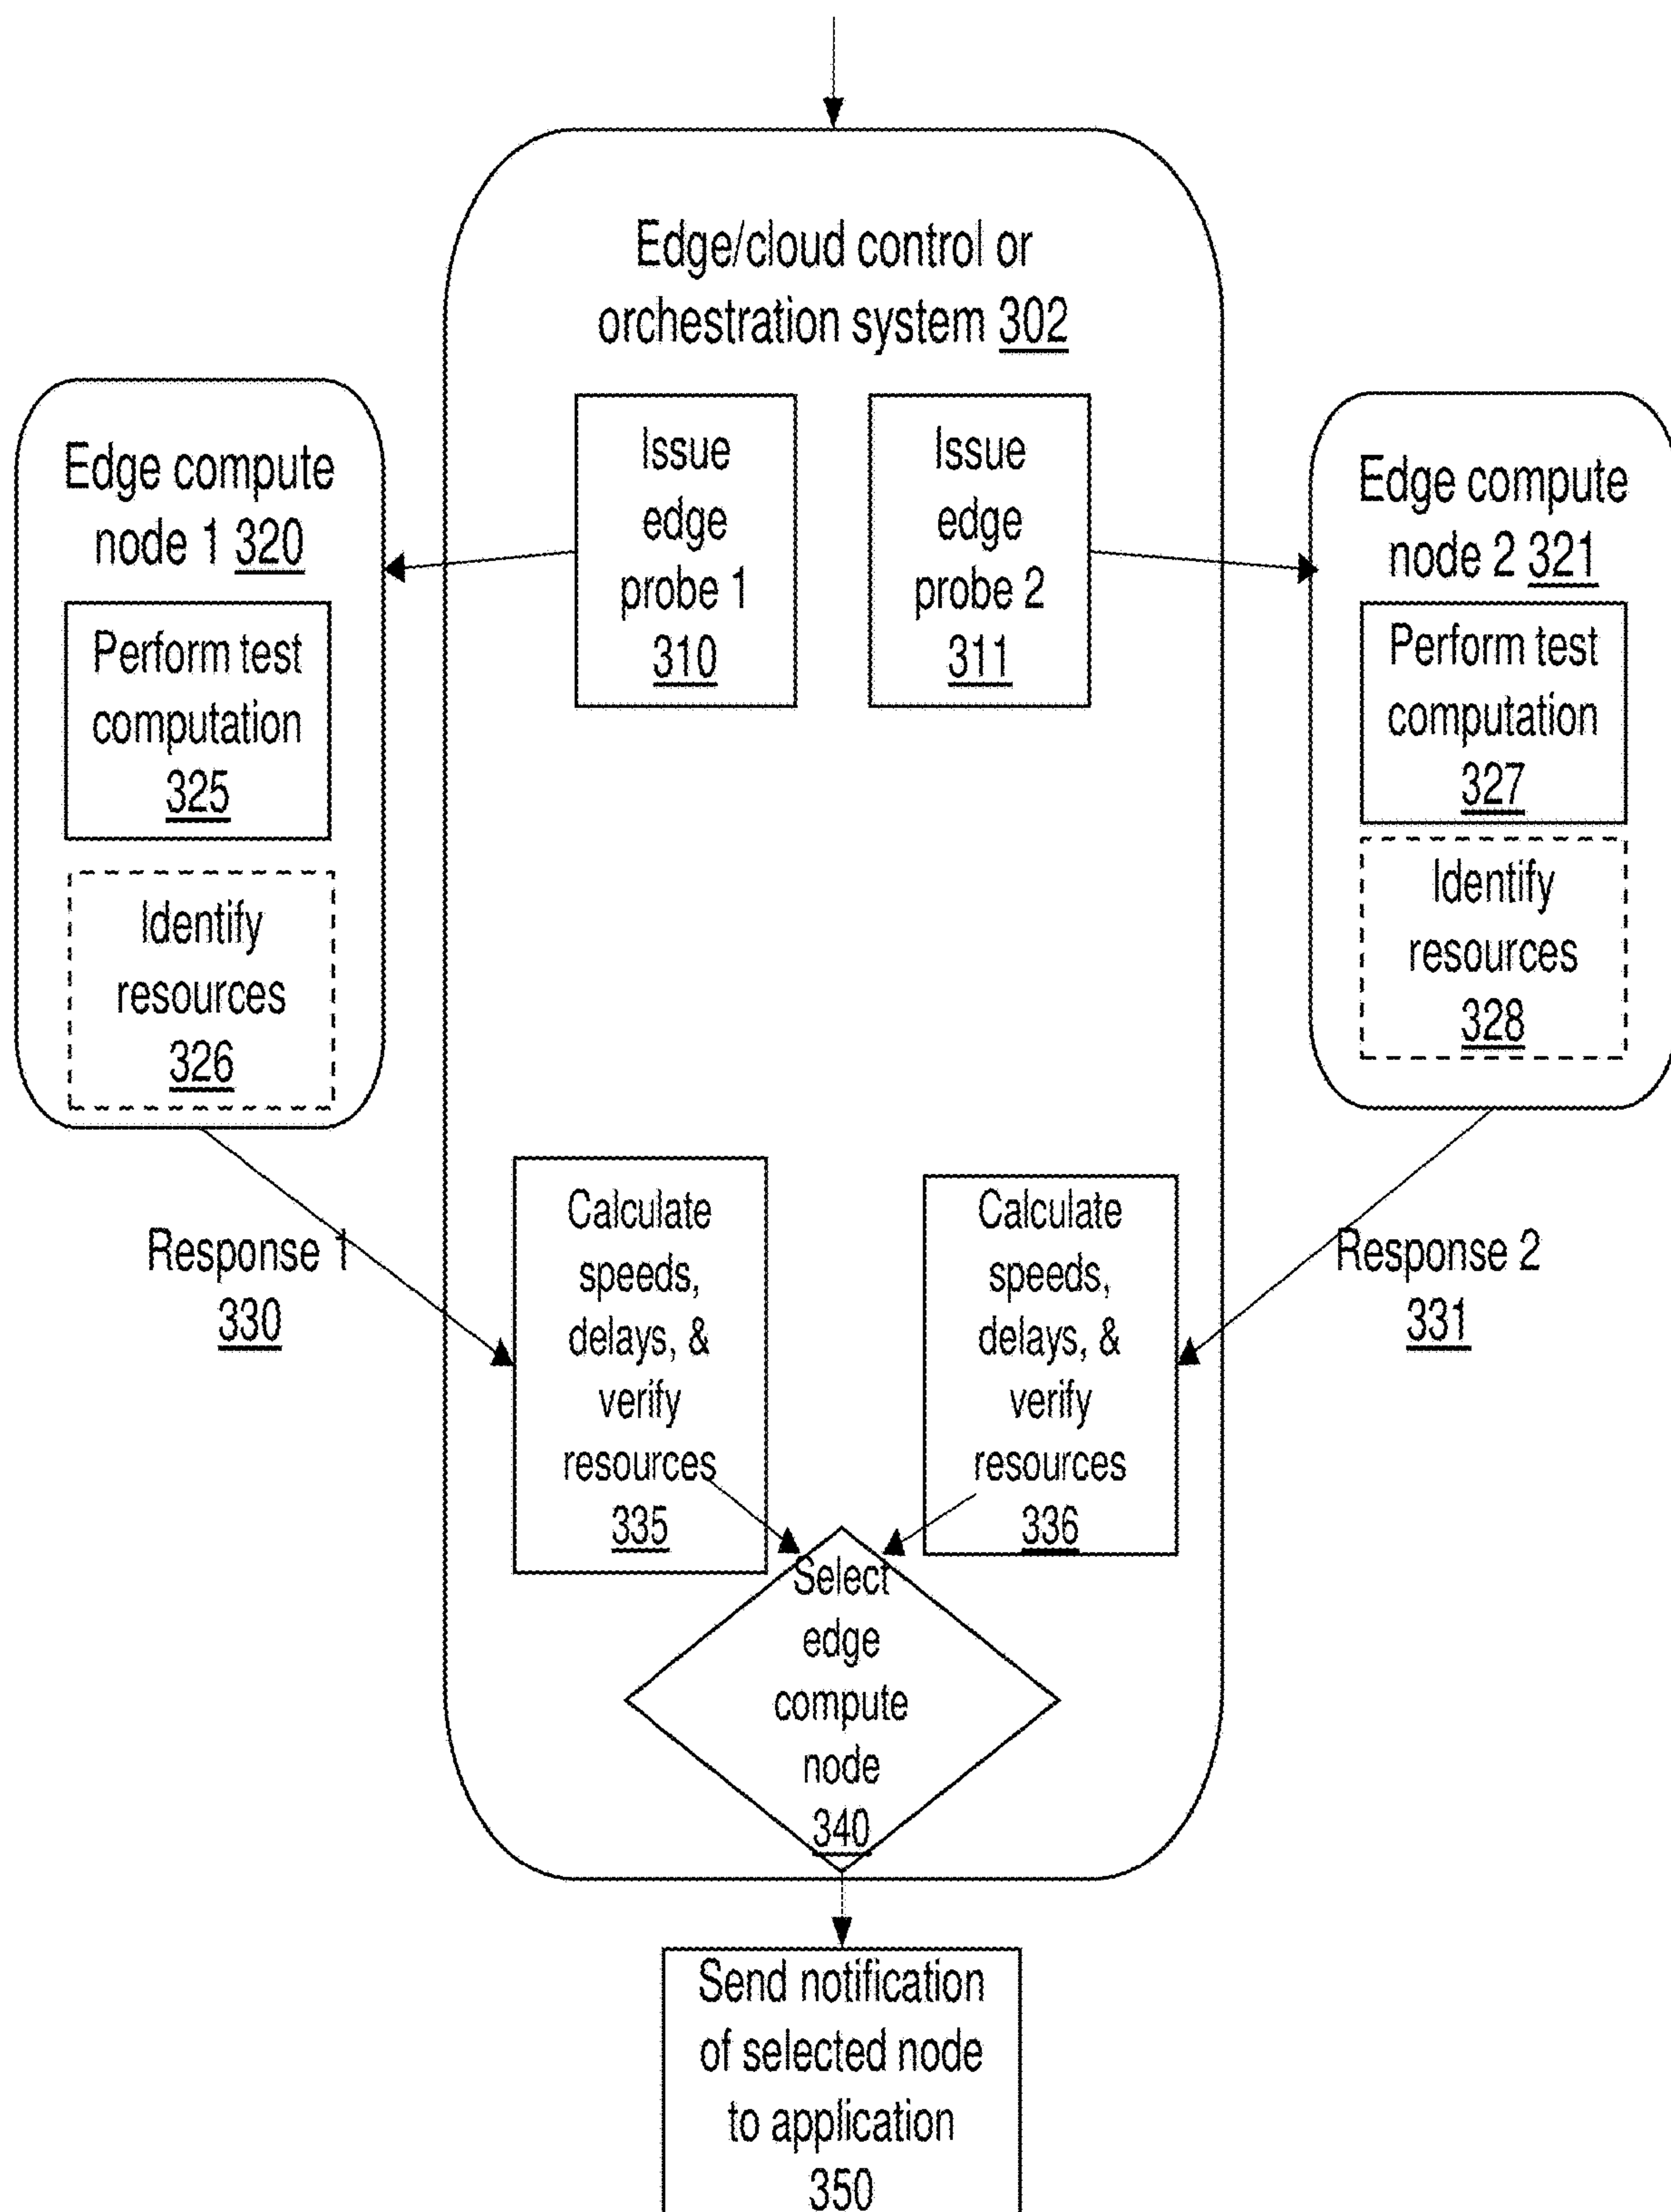 Edge/cloud control or
orchestration system 302
Issue
edge
probe 1
310
Issue
edge
probe 2
311
Edge compute
node 1 320
Perform test
computation
325
Identify
resources
326
Edge compute
node 2 321
Perform test
computation
327
Identify
resources
328
Response 1
330
Calculate
speeds,
delays, &
verify
resources
335
Calculate
speeds,
delays, &
verify
resources
336
Response 2
331
Select
edge
compute
node
340
Send notification
of selected node
to application
350